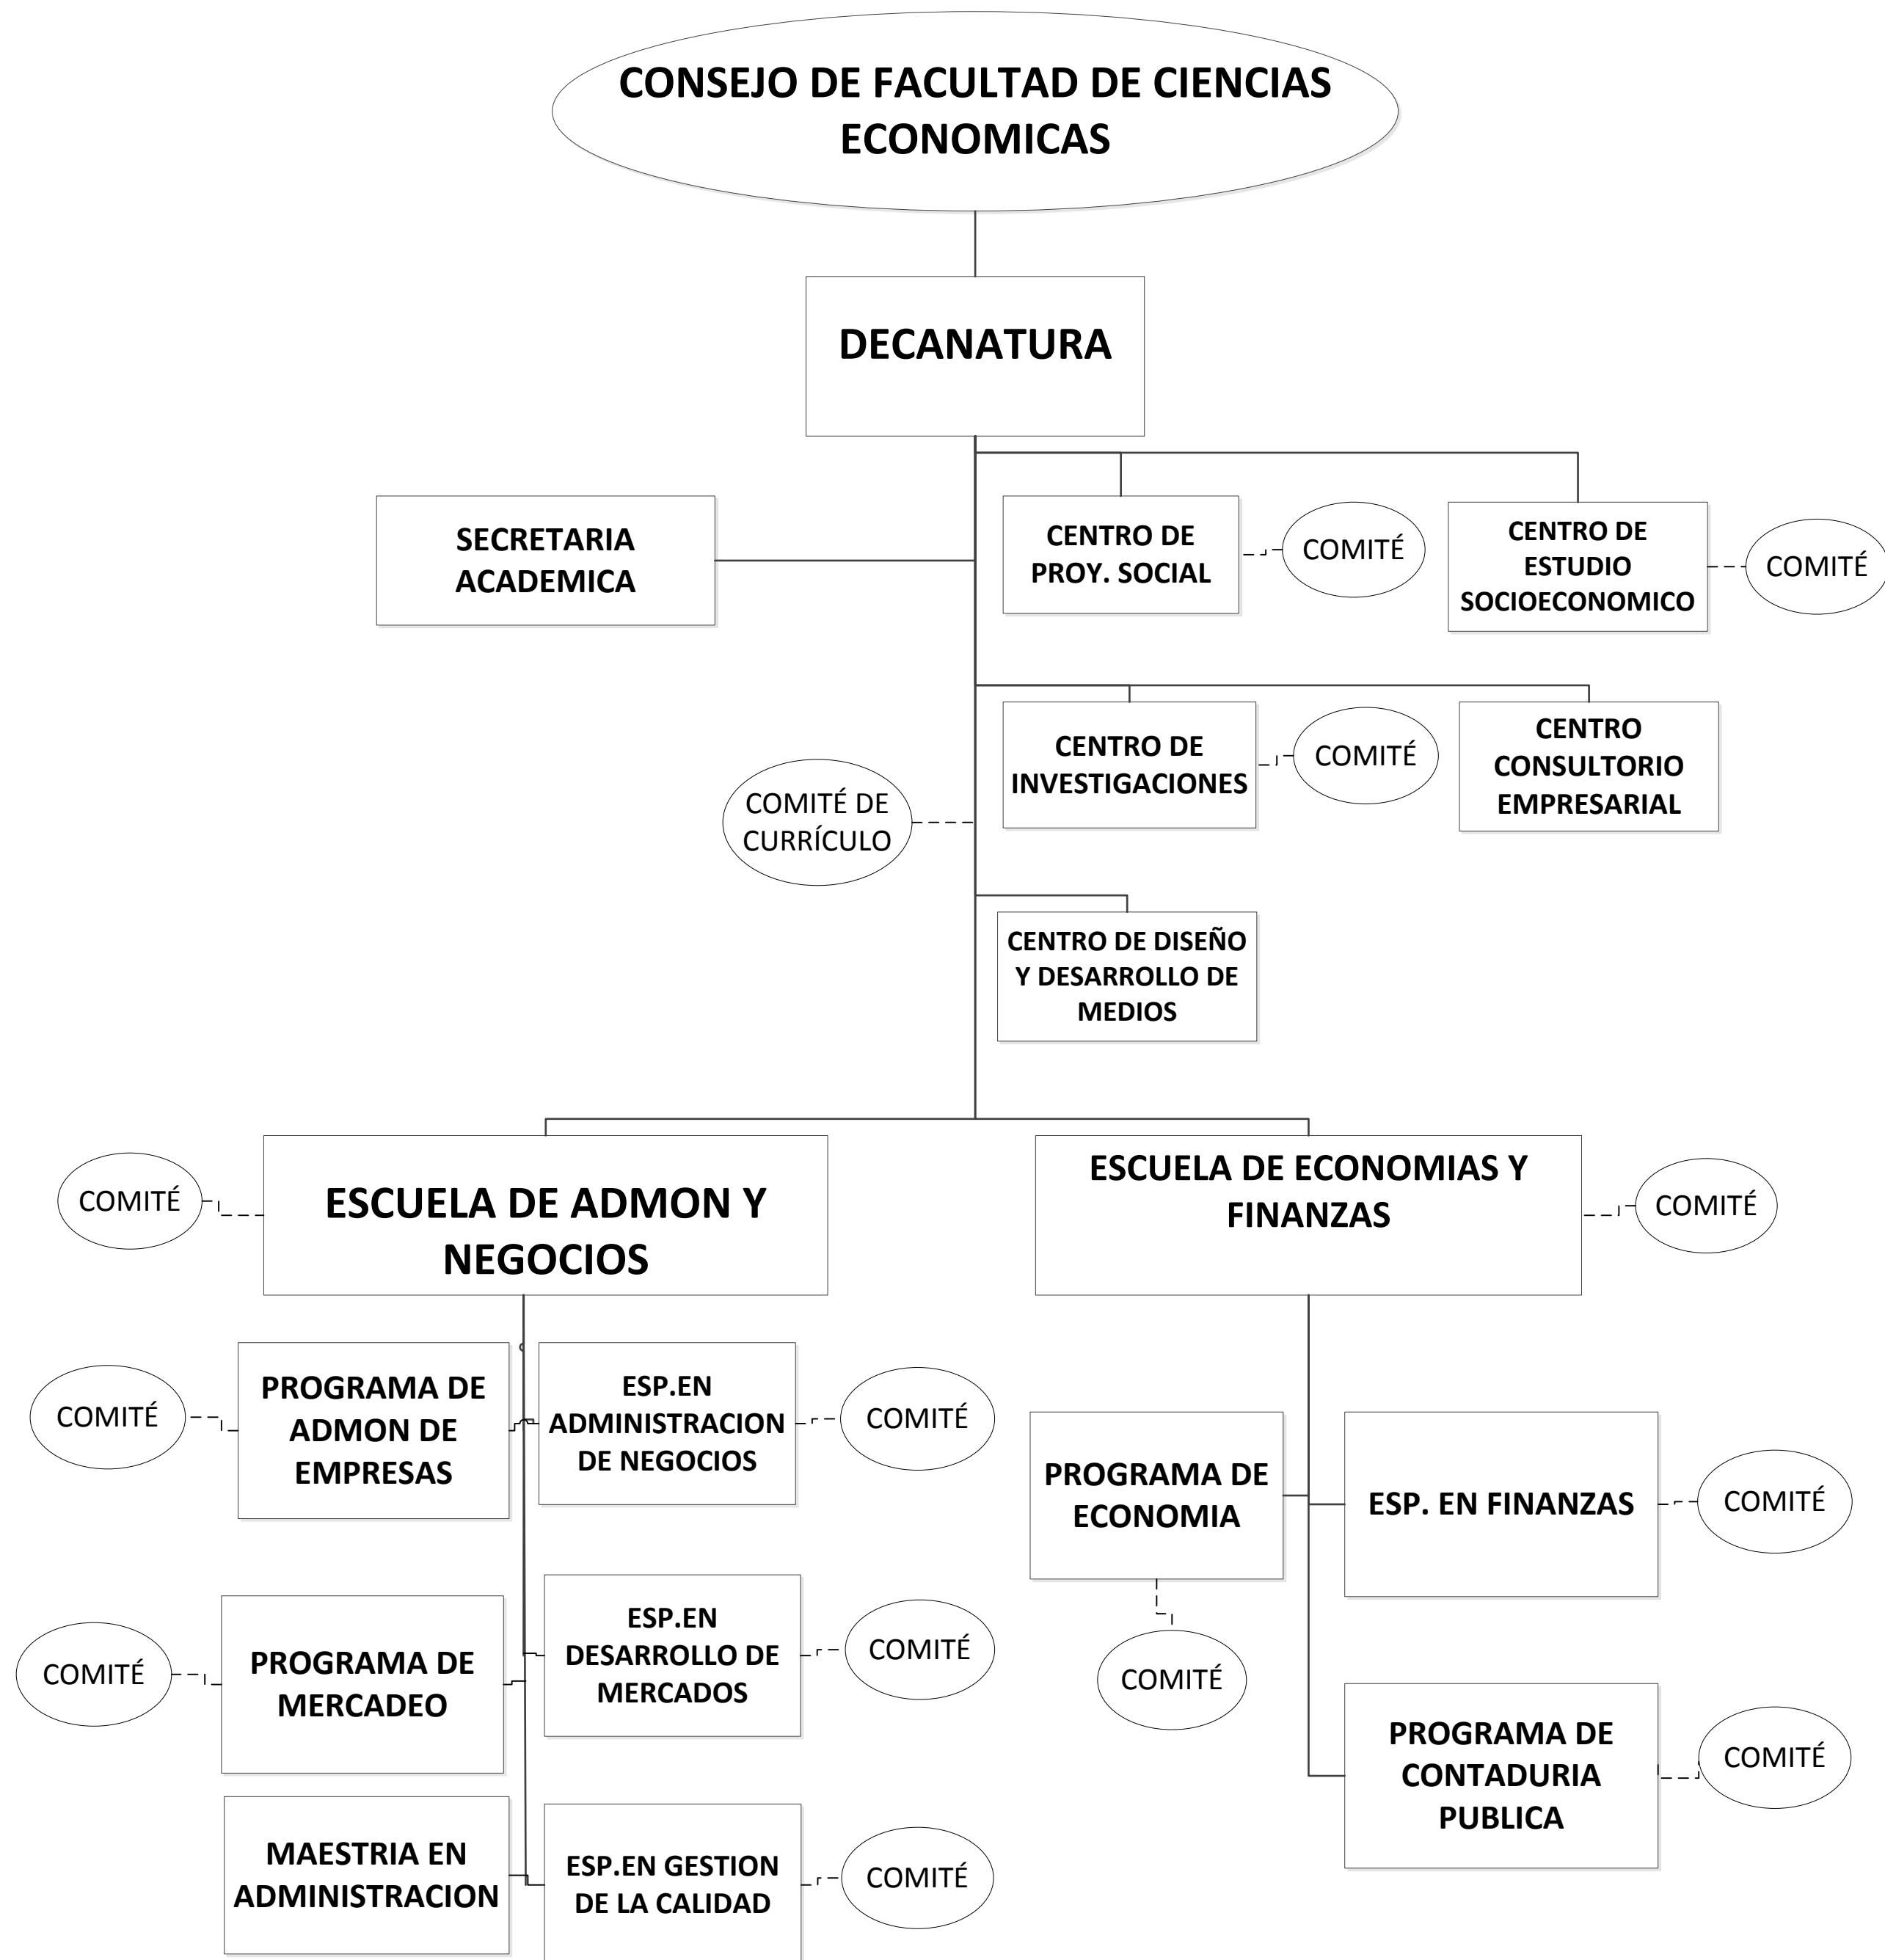 CONSEJO DE FACULTAD DE CIENCIAS
ECONOMICAS
DECANATURA
SECRETARIA
ACADEMICA
CENTRO DE
PROY. SOCIAL
COMITÉ
CENTRO DE
ESTUDIO
SOCIOECONOMICO
COMITÉ
CENTRO DE
INVESTIGACIONES
COMITÉ
CENTRO
CONSULTORIO
EMPRESARIAL
COMITÉ DE
CURRÍCULO
CENTRO DE DISEÑO
Y DESARROLLO DE
MEDIOS
COMITÉ
ESCUELA DE ADMON Y
NEGOCIOS
ESCUELA DE ECONOMIAS Y
FINANZAS
COMITÉ
COMITÉ
PROGRAMA DE
ADMON DE
EMPRESAS
ESP.EN
ADMINISTRACION
DE NEGOCIOS
COMITÉ
PROGRAMA DE
ECONOMIA
COMITÉ
ESP. EN FINANZAS
COMITÉ
COMITÉ
PROGRAMA DE
MERCADEO
ESP.EN
DESARROLLO DE
MERCADOS
COMITÉ
PROGRAMA DE
CONTADURIA
PUBLICA
COMITÉ
MAESTRIA EN
ADMINISTRACION
ESP.EN GESTION
DE LA CALIDAD
COMITÉ